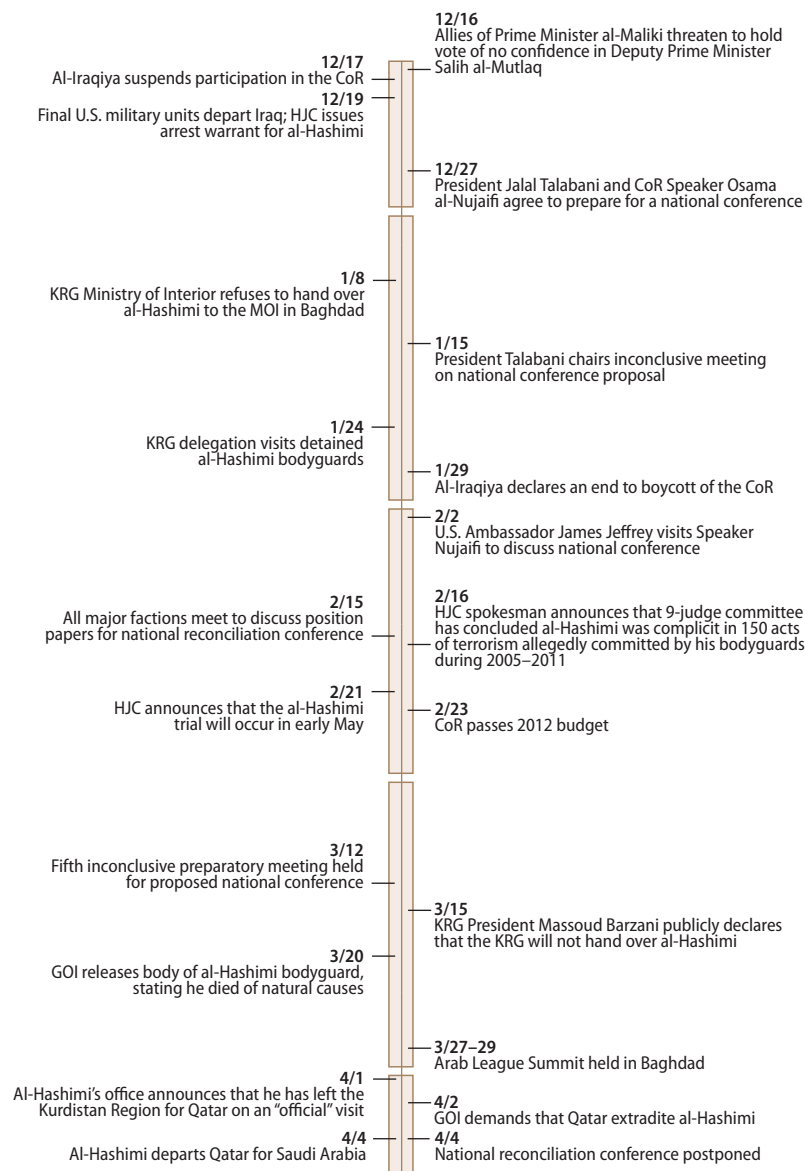 12/16
Allies of Prime Minister al-Maliki threaten to hold
vote of no confidence in Deputy Prime Minister
Salih al-Mutlaq
12/17
Al-Iraqiya suspends participation in the CoR
12/19
Final U.S. military units depart Iraq; HJC issues
arrest warrant for al-Hashimi
12/27
President Jalal Talabani and CoR Speaker Osama
al-Nujaifi agree to prepare for a national conference
1/8
KRG Ministry of Interior refuses to hand over
al-Hashimi to the MOI in Baghdad
1/15
President Talabani chairs inconclusive meeting
on national conference proposal
1/24
KRG delegation visits detained
al-Hashimi bodyguards
1/29
Al-Iraqiya declares an end to boycott of the CoR
2/2
U.S. Ambassador James Jeffrey visits Speaker
Nujaifi to discuss national conference
2/15
All major factions meet to discuss position
papers for national reconciliation conference
2/16
HJC spokesman announces that 9-judge committee
has concluded al-Hashimi was complicit in 150 acts
of terrorism allegedly committed by his bodyguards
during 2005–2011
2/21
HJC announces that the al-Hashimi
trial will occur in early May
2/23
CoR passes 2012 budget
3/12
Fifth inconclusive preparatory meeting held
for proposed national conference
3/15
KRG President Massoud Barzani publicly declares
that the KRG will not hand over al-Hashimi
3/20
GOI releases body of al-Hashimi bodyguard,
stating he died of natural causes
3/27–29
Arab League Summit held in Baghdad
4/1
Al-Hashimi's office announces that he has left the
Kurdistan Region for Qatar on an "official" visit
4/2
GOI demands that Qatar extradite al-Hashimi
4/4
Al-Hashimi departs Qatar for Saudi Arabia
4/4
National reconciliation conference postponed